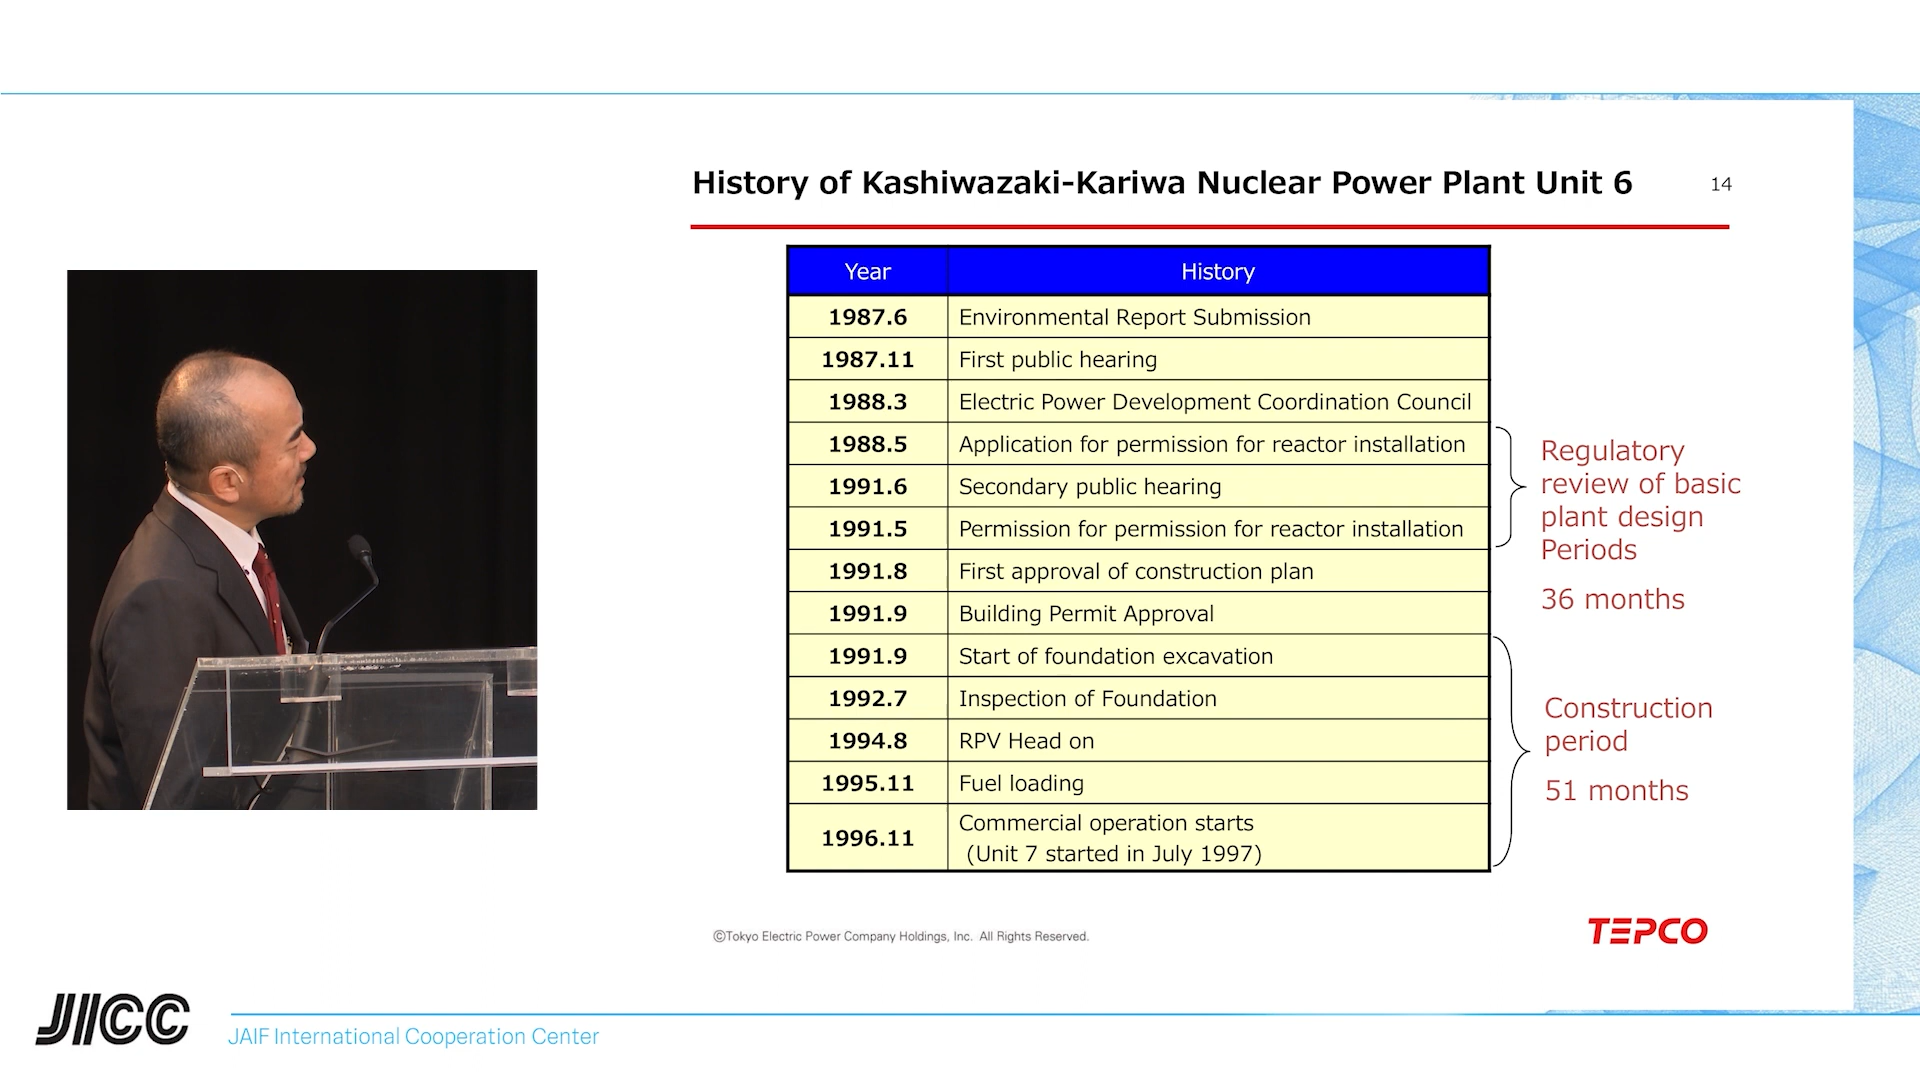 History of Kashiwazaki-Kariwa Nuclear Power Plant Unit 6
14
Year History
1987.6 Environmental Report Submission
1987.11 First public hearing
1988.3 Electric Power Development Coordination Council
1988.5 Application for permission for reactor installation
1991.6 Secondary public hearing
1991.5 Permission for permission for reactor installation
1991.8 First approval of construction plan
1991.9 Building Permit Approval
1991.9 Start of foundation excavation
1992.7 Inspection of Foundation
1994.8 RPV Head on
1995.11 Fuel loading
1996.11 Commercial operation starts
(Unit 7 started in July 1997)
Regulatory
review of basic
plant design
Periods
36 months
Construction
period
51 months
©Tokyo Electric Power Company Holdings, Inc. All Rights Reserved.
TEPCO
JICC
JAIF International Cooperation Center